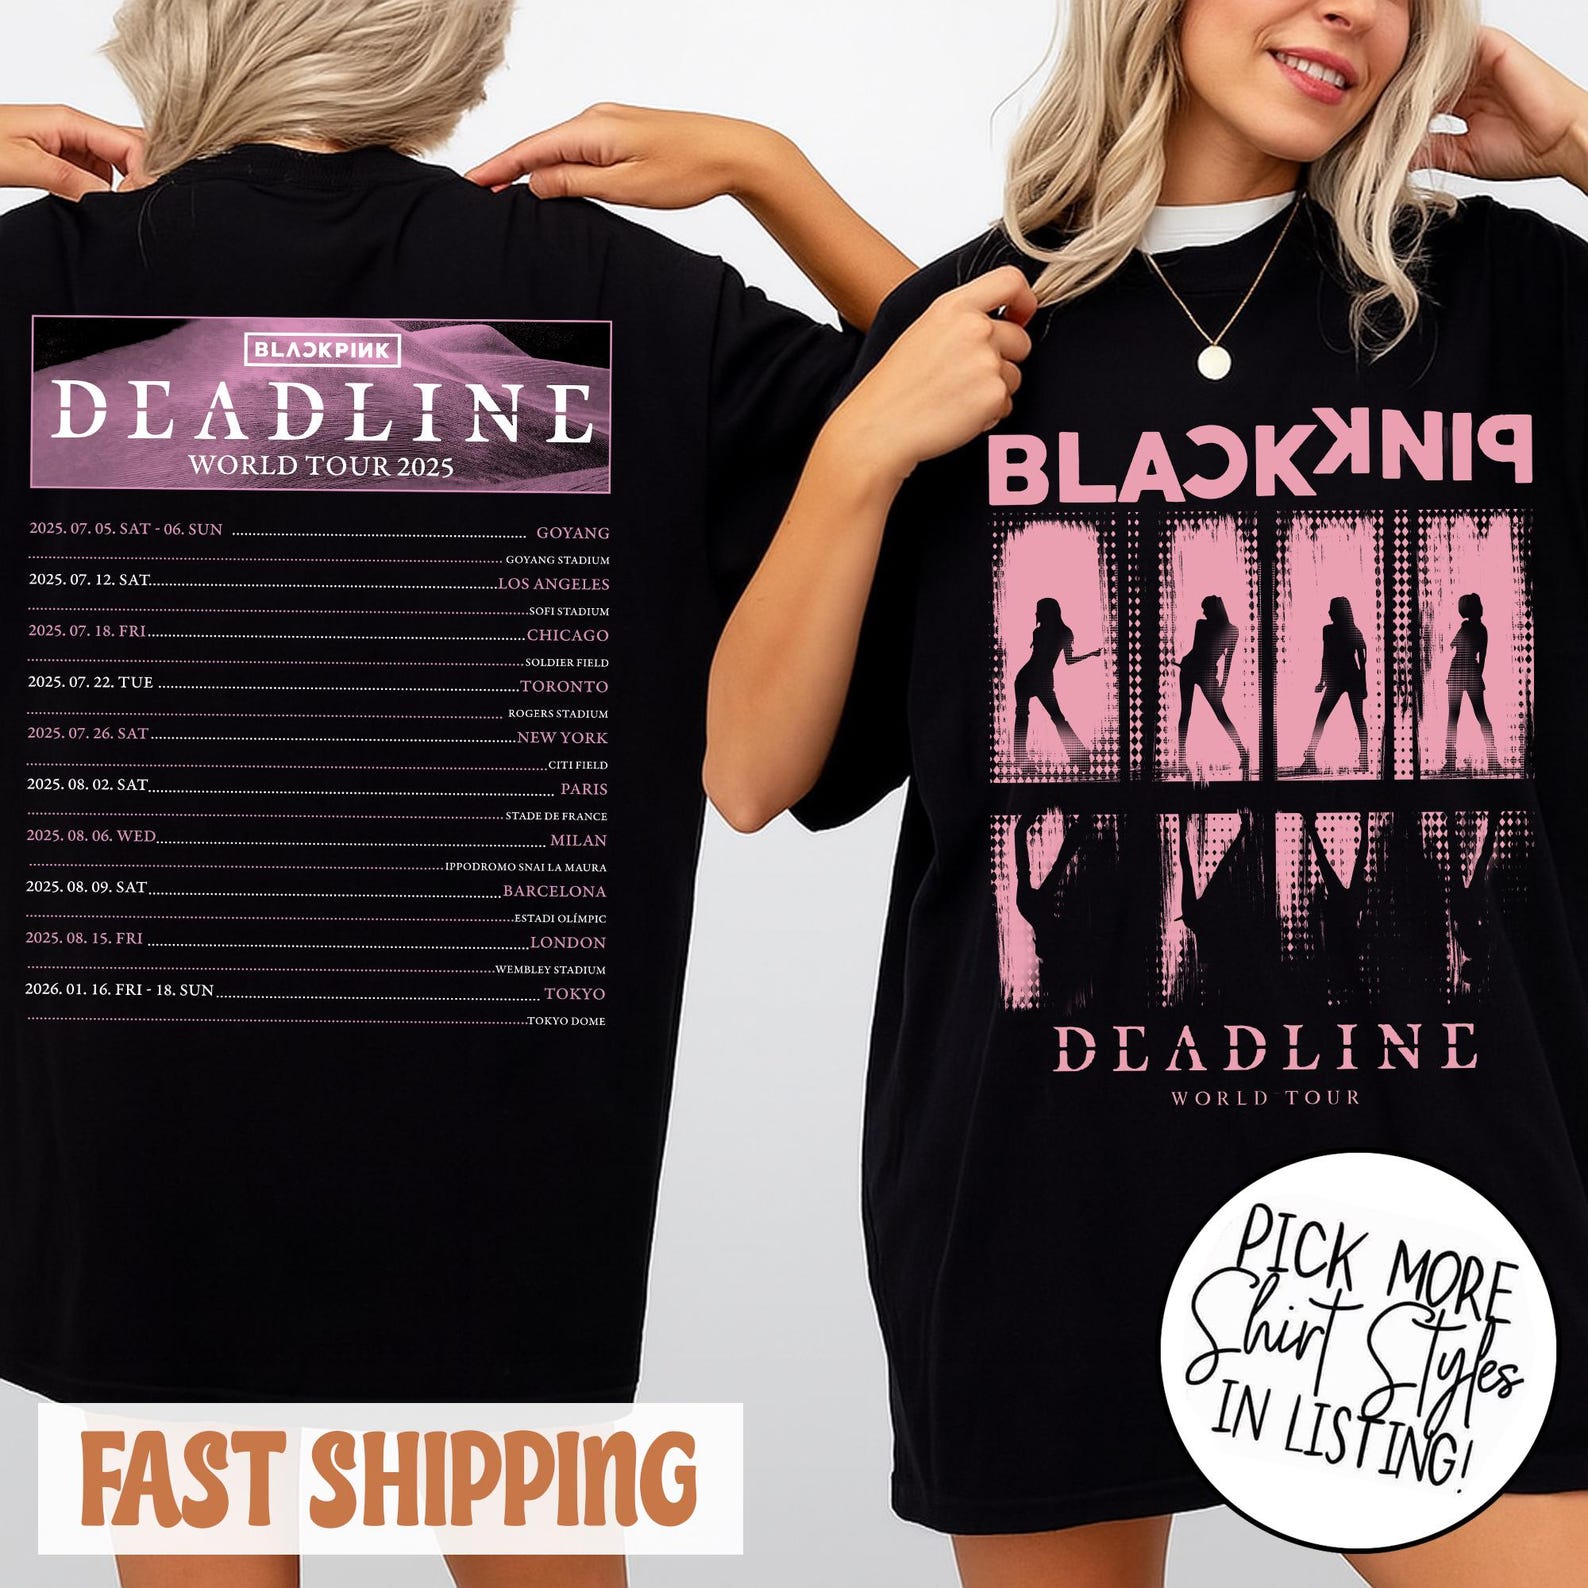 BLACKPINK
DEADLINE
WORLD TOUR 2025
2025. 07. 05. SAT - 06. SUN GOYANG
GOYANG STADIUM
2025. 07. 12. SAT. LOS ANGELES
SOFI STADIUM
2025. 07. 18. FRI CHICAGO
SOLDIER FIELD
2025. 07. 22. TUE TORONTO
ROGERS STADIUM
2025. 07. 26. SAT NEW YORK
CITI FIELD
2025. 08. 02. SAT PARIS
STADE DE FRANCE
2025. 08. 06. WED MILAN
IPPODROMO SNAI LA MAURA
2025. 08. 09. SAT BARCELONA
ESTADI OLÍMPIC
2025. 08. 15. FRI LONDON
WEMBLEY STADIUM
2026. 01. 16. FRI - 18. SUN TOKYO
TOKYO DOME
BLACKPINK
DEADLINE
WORLD TOUR
PICK MORE
Shirt Styles
IN LISTING!
FAST SHIPPING